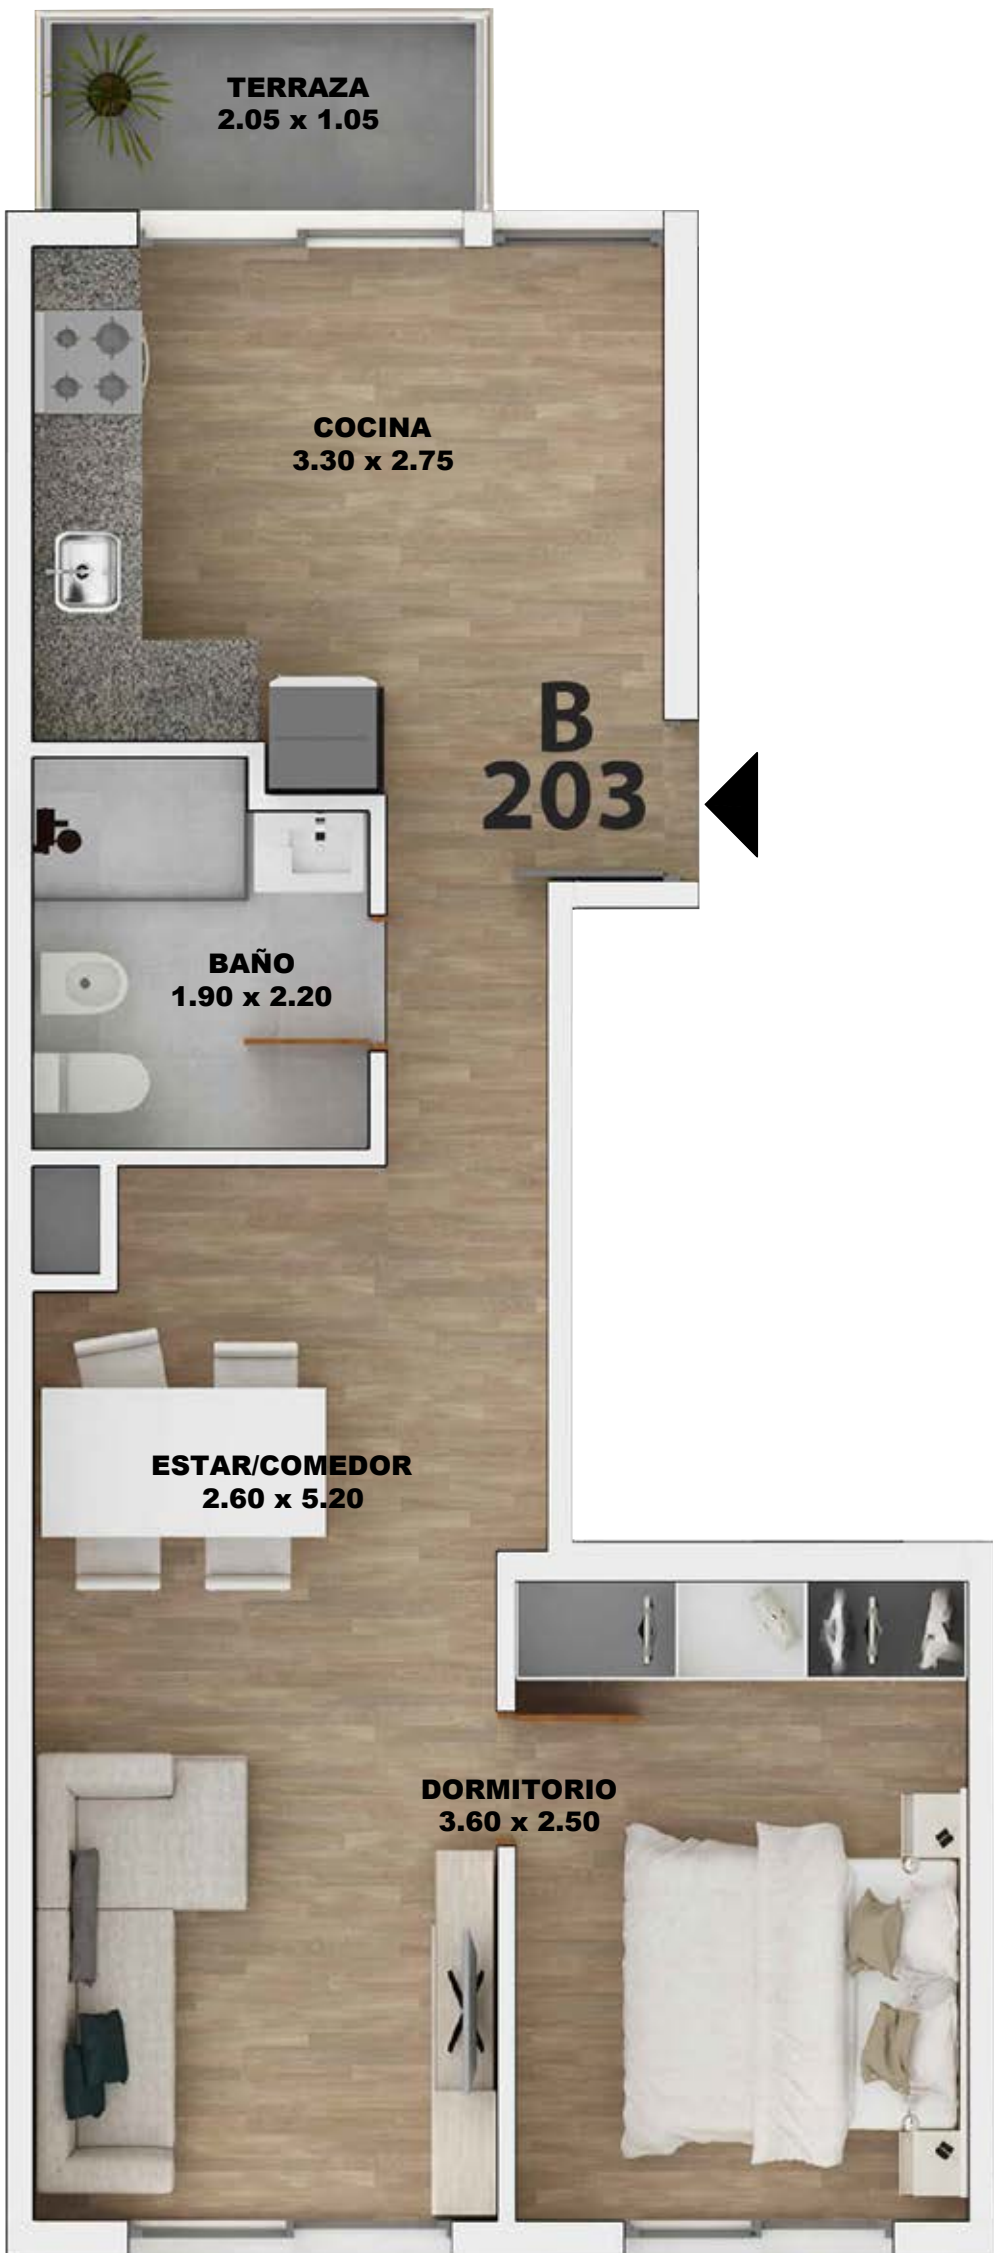 TERRAZA
2.05 x 1.05
COCINA
3.30 x 2.75
B
203
BAÑO
1.90 x 2.20
ESTAR/COMEDOR
2.60 x 5.20
DORMITORIO
3.60 x 2.50